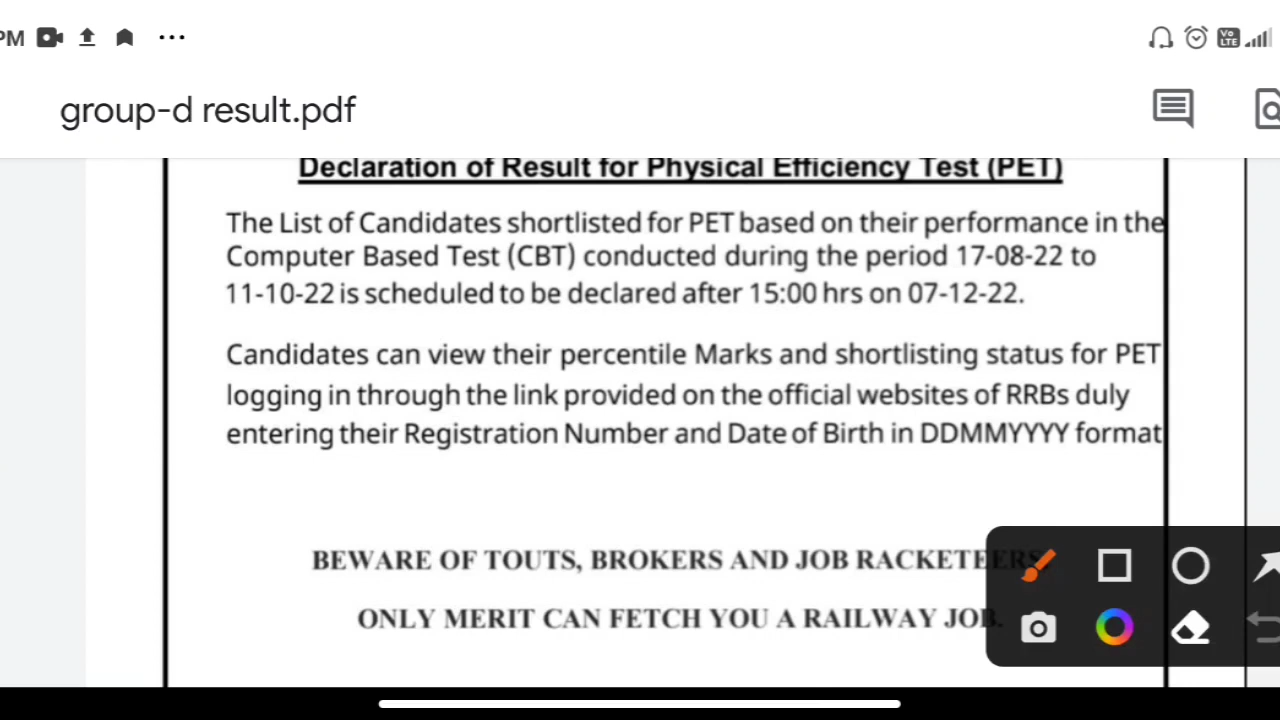 PM
Vo LTE
group-d result.pdf
Declaration of Result for Physical Efficiency Test (PET)
The List of Candidates shortlisted for PET based on their performance in the
Computer Based Test (CBT) conducted during the period 17-08-22 to
11-10-22 is scheduled to be declared after 15:00 hrs on 07-12-22.
Candidates can view their percentile Marks and shortlisting status for PET
logging in through the link provided on the official websites of RRBs duly
entering their Registration Number and Date of Birth in DDMMYYYY format
BEWARE OF TOUTS, BROKERS AND JOB RACKETEERS.
ONLY MERIT CAN FETCH YOU A RAILWAY JOB.